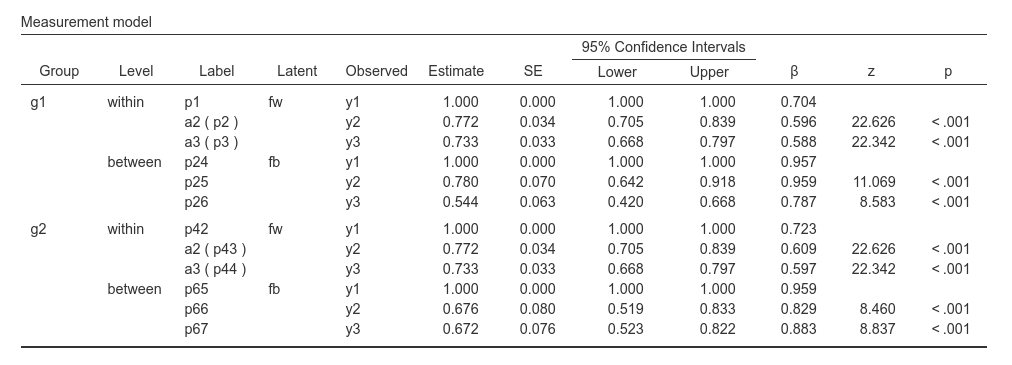 Measurement model
95% Confidence Intervals
Group Level Label Latent Observed Estimate SE Lower Upper β z p
g1 within p1 fw y1 1.000 0.000 1.000 1.000 0.704
a2 ( p2 ) y2 0.772 0.034 0.705 0.839 0.596 22.626 < .001
a3 ( p3 ) y3 0.733 0.033 0.668 0.797 0.588 22.342 < .001
between p24 fb y1 1.000 0.000 1.000 1.000 0.957
p25 y2 0.780 0.070 0.642 0.918 0.959 11.069 < .001
p26 y3 0.544 0.063 0.420 0.668 0.787 8.583 < .001
g2 within p42 fw y1 1.000 0.000 1.000 1.000 0.723
a2 ( p43 ) y2 0.772 0.034 0.705 0.839 0.609 22.626 < .001
a3 ( p44 ) y3 0.733 0.033 0.668 0.797 0.597 22.342 < .001
between p65 fb y1 1.000 0.000 1.000 1.000 0.959
p66 y2 0.676 0.080 0.519 0.833 0.829 8.460 < .001
p67 y3 0.672 0.076 0.523 0.822 0.883 8.837 < .001